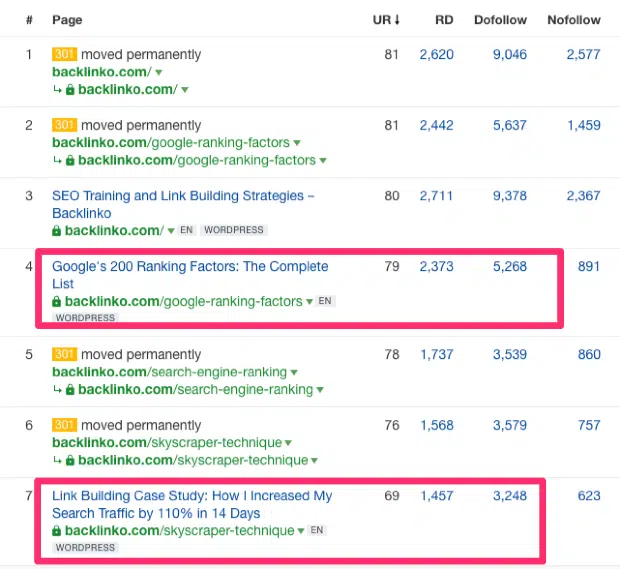 # Page UR↓ RD Dofollow Nofollow
1 301 moved permanently 81 2,620 9,046 2,577
backlinko.com/ ▾
↳ backlinko.com/ ▾
2 301 moved permanently 81 2,442 5,637 1,459
backlinko.com/google-ranking-factors ▾
↳ backlinko.com/google-ranking-factors ▾
3 SEO Training and Link Building Strategies – 80 2,711 9,378 2,367
Backlinko
backlinko.com/ ▾ EN WORDPRESS
4 Google's 200 Ranking Factors: The Complete 79 2,373 5,268 891
List
backlinko.com/google-ranking-factors ▾ EN
WORDPRESS
5 301 moved permanently 78 1,737 3,539 860
backlinko.com/search-engine-ranking ▾
↳ backlinko.com/search-engine-ranking ▾
6 301 moved permanently 76 1,568 3,579 757
backlinko.com/skyscraper-technique ▾
↳ backlinko.com/skyscraper-technique ▾
7 Link Building Case Study: How I Increased My 69 1,457 3,248 623
Search Traffic by 110% in 14 Days
backlinko.com/skyscraper-technique ▾ EN
WORDPRESS